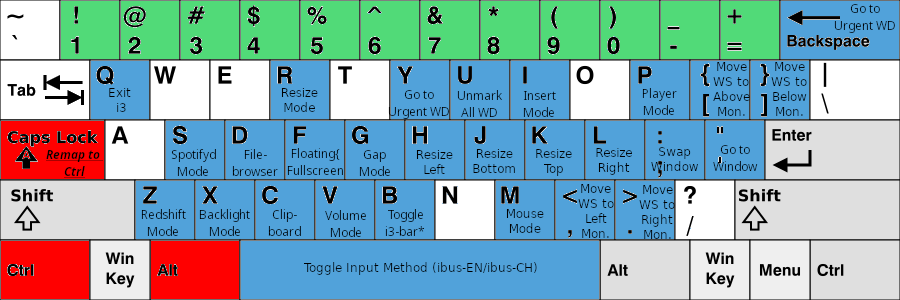 ~ ! @ # $ % ^ & * ( ) _ + Go to
Urgent WD
` 1 2 3 4 5 6 7 8 9 0 - = Backspace
Tab Q W E R T Y U I O P { Move } Move |
Exit Resize Go to Unmark Insert Player WS to WS to
i3 Mode Urgent WD All WD Mode Mode [ Above ] Below \
Mon. Mon.
Caps Lock A S D F G H J K L : " Enter
Remap to Spotifyd File- Floating{ Gap Resize Resize Resize Resize ; Swap ' Go to
Ctrl Mode browser Fullscreen Mode Left Bottom Top Right Window Window
Shift Z X C V B N M < Move > Move ? Shift
Redshift Backlight Clip- Volume Toggle Mouse WS to WS to
Mode Mode board Mode i3-bar* Mode , Left . Right /
Mon. Mon.
Ctrl Win Alt Toggle Input Method (ibus-EN/ibus-CH) Alt Win Menu Ctrl
Key Key